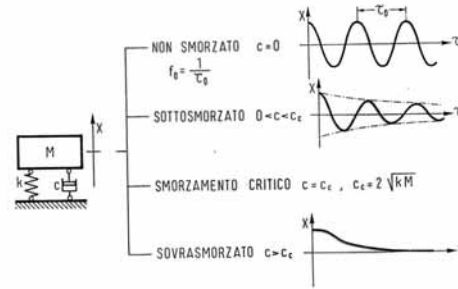 X
τ₀
NON SMORZATO c=0
τ
f₀= 1/τ₀
X
SOTTOSMORZATO 0<c<c꜀
τ
X
M
k
c
SMORZAMENTO CRITICO c=c꜀ , c꜀=2√kM
X
SOVRASMORZATO c>c꜀
τ